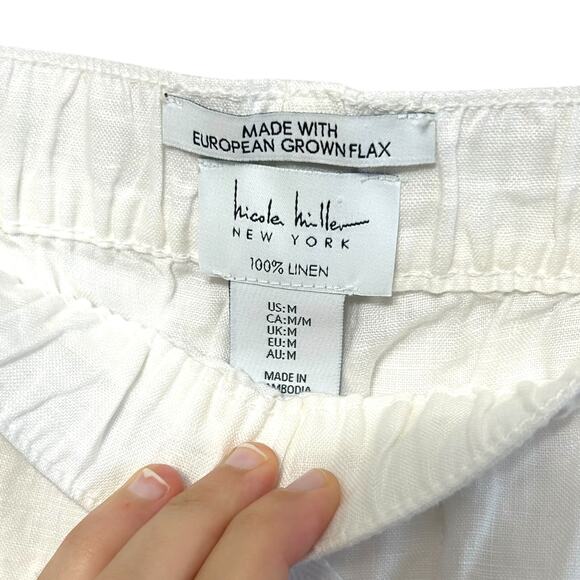 MADE WITH
EUROPEAN GROWN FLAX
Nicole Miller
NEW YORK
100% LINEN
US:M
CA:M/M
UK:M
EU:M
AU:M
MADE IN